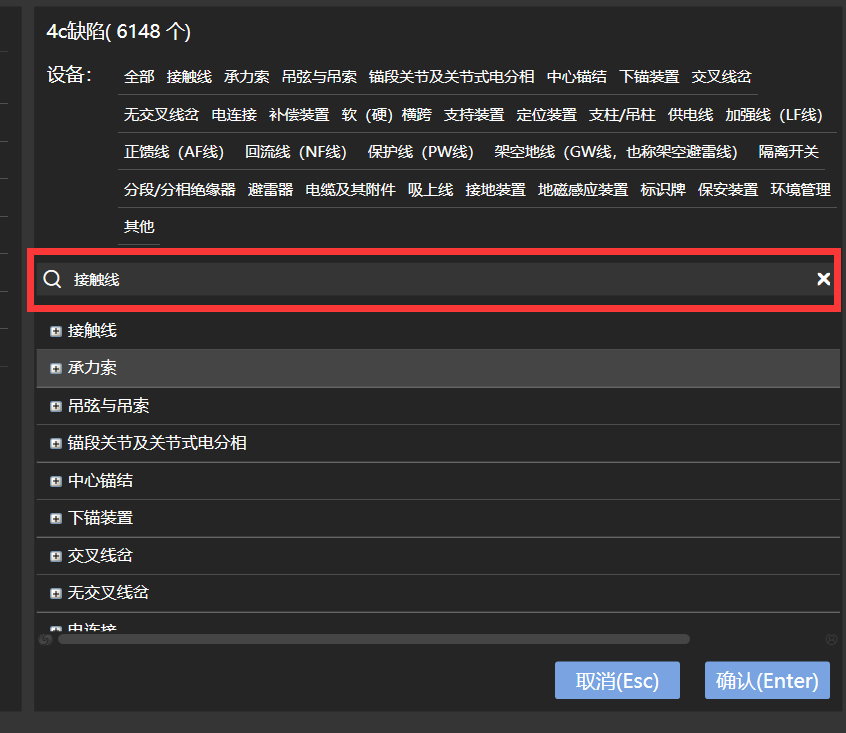 4c缺陷( 6148 个)
设备: 全部 接触线 承力索 吊弦与吊索 锚段关节及关节式电分相 中心锚结 下锚装置 交叉线岔
无交叉线岔 电连接 补偿装置 软（硬）横跨 支持装置 定位装置 支柱/吊柱 供电线 加强线（LF线）
正馈线（AF线） 回流线（NF线） 保护线（PW线） 架空地线（GW线，也称架空避雷线） 隔离开关
分段/分相绝缘器 避雷器 电缆及其附件 吸上线 接地装置 地磁感应装置 标识牌 保安装置 环境管理
其他
接触线
接触线
承力索
吊弦与吊索
锚段关节及关节式电分相
中心锚结
下锚装置
交叉线岔
无交叉线岔
电连接
取消(Esc) 确认(Enter)